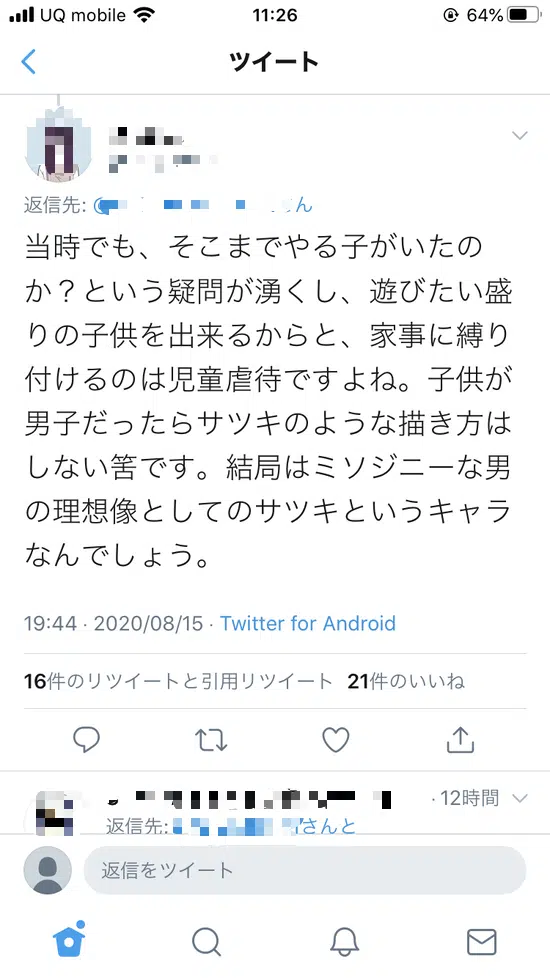 UQ mobile 11:26 64%
ツイート
返信先: @ ん
当時でも、そこまでやる子がいたの
か？という疑問が湧くし、遊びたい盛
りの子供を出来るからと、家事に縛り
付けるのは児童虐待ですよね。子供が
男子だったらサツキのような描き方は
しない筈です。結局はミソジニーな男
の理想像としてのサツキというキャラ
なんでしょう。
19:44 · 2020/08/15 · Twitter for Android
16件のリツイートと引用リツイート 21件のいいね
· 12時間
返信先: さんと
返信をツイート